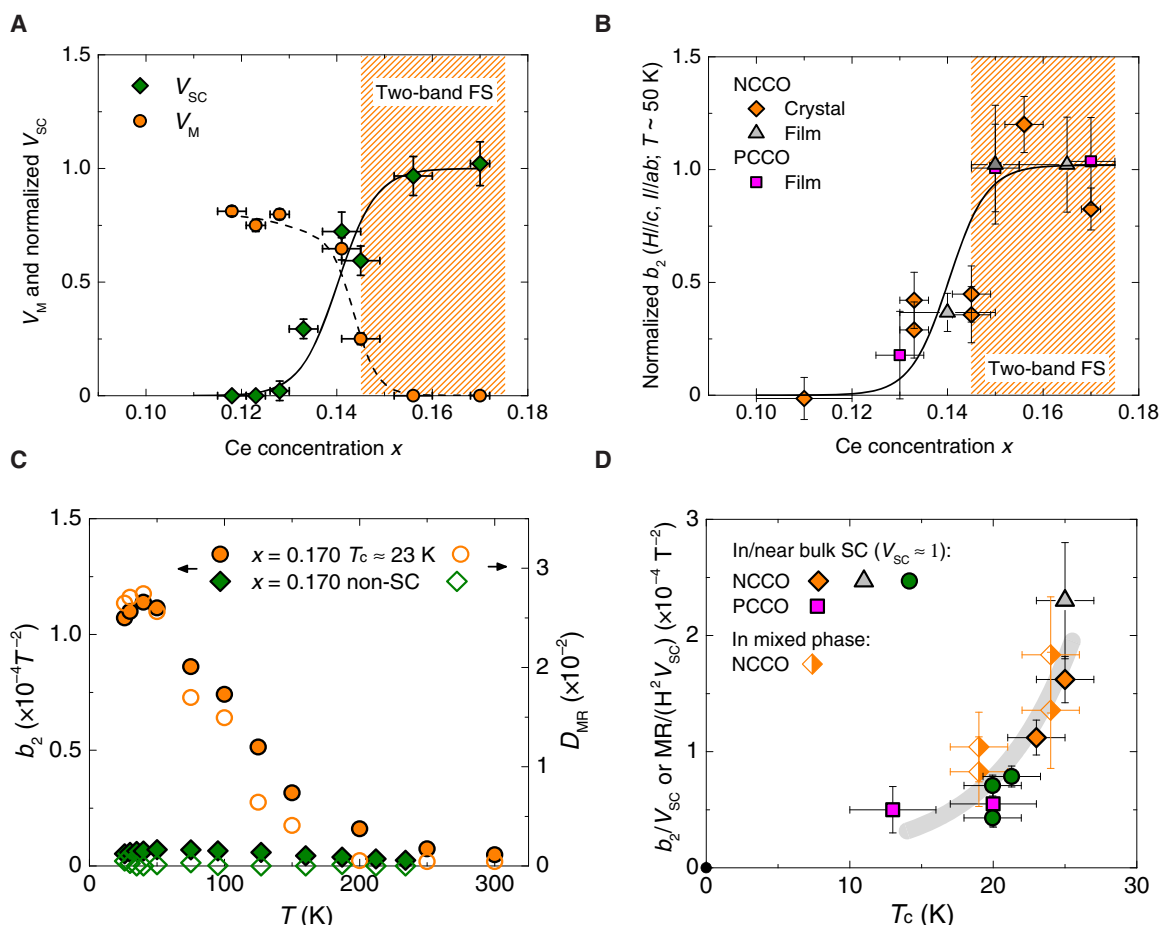 A
V_M and normalized V_SC
1.5
1.0
0.5
0
V_SC
V_M
Two-band FS
0.10
0.12
0.14
0.16
0.18
Ce concentration x
B
Normalized b₂ (H//c, I//ab; T ~ 50 K)
1.5
1.0
0.5
0
NCCO
Crystal
Film
PCCO
Film
Two-band FS
0.10
0.12
0.14
0.16
0.18
Ce concentration x
C
b₂ (×10⁻⁴T⁻²)
1.5
1.0
0.5
0
x = 0.170 T_c ≈ 23 K
x = 0.170 non-SC
3
2
1
0
D_MR (×10⁻²)
0
100
200
300
T (K)
D
b₂/V_SC or MR/(H² V_SC) (×10⁻⁴ T⁻²)
3
2
1
0
In/near bulk SC (V_SC ≈ 1):
NCCO
PCCO
In mixed phase:
NCCO
0
10
20
30
T_c (K)